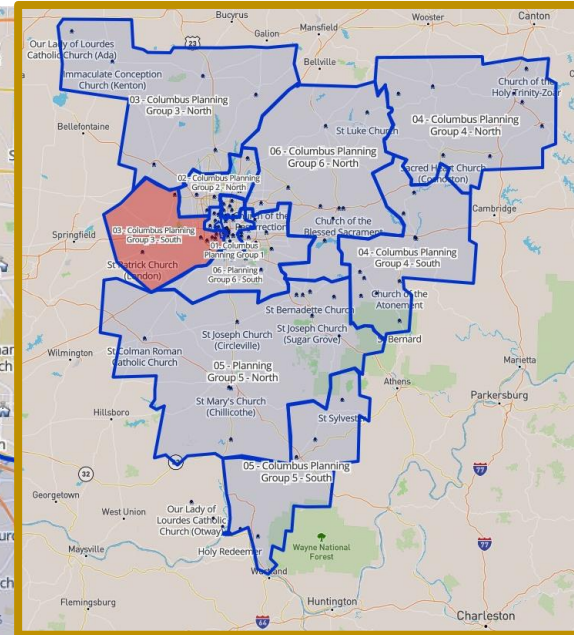 Bucyrus
Wooster
Canton
Mansfield
Galion
Our Lady of Lourdes
Catholic Church (Ada)
23
Bellville
Immaculate Conception
Church (Kenton)
Church of the
Holy Trinity-Zoar
03 - Columbus Planning
Group 3 - North
04 - Columbus Planning
Group 4 - North
Bellefontaine
St Luke Church
06 - Columbus Planning
Group 6 - North
02 - Columbus Planning
Group 2 - North
Sacred Heart Church
(Coshocton)
Cambridge
Church of the
Resurrection
Church of the
Blessed Sacrament
Springfield
03 - Columbus Planning
Group 3 - South
01. Columbus
Planning Group 1
04 - Columbus Planning
Group 4 - South
St Patrick Church
(London)
06 - Planning
Group 6 - South
Church of the
Atonement
St Bernadette Church
St Joseph Church
(Circleville)
St Joseph Church
(Sugar Grove)
St Bernard
Wilmington
St Colman Roman
Catholic Church
Marietta
05 - Planning
Group 5 - North
Athens
Parkersburg
St Mary's Church
(Chillicothe)
Hillsboro
St Sylvester
77
32
05 - Columbus Planning
Group 5 - South
Georgetown
West Union
Our Lady of
Lourdes Catholic
Church (Otway)
77
Maysville
Holy Redeemer
Wayne National
Forest
Flemingsburg
Huntington
Charleston
64